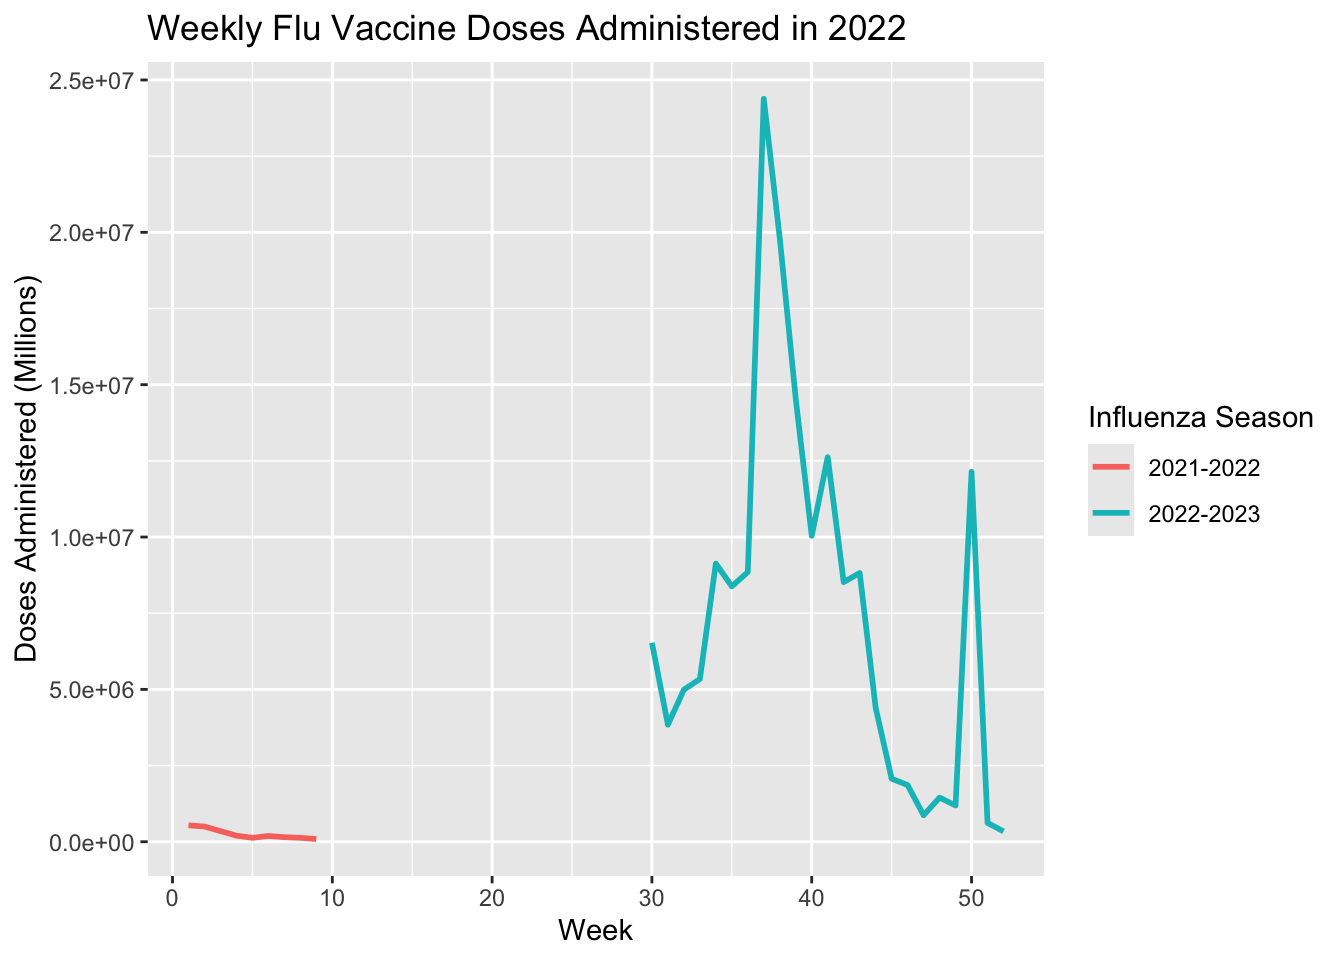 Weekly Flu Vaccine Doses Administered in 2022
2.5e+07
2.0e+07
1.5e+07
1.0e+07
5.0e+06
0.0e+00
Doses Administered (Millions)
0 10 20 30 40 50
Week
Influenza Season
2021-2022
2022-2023